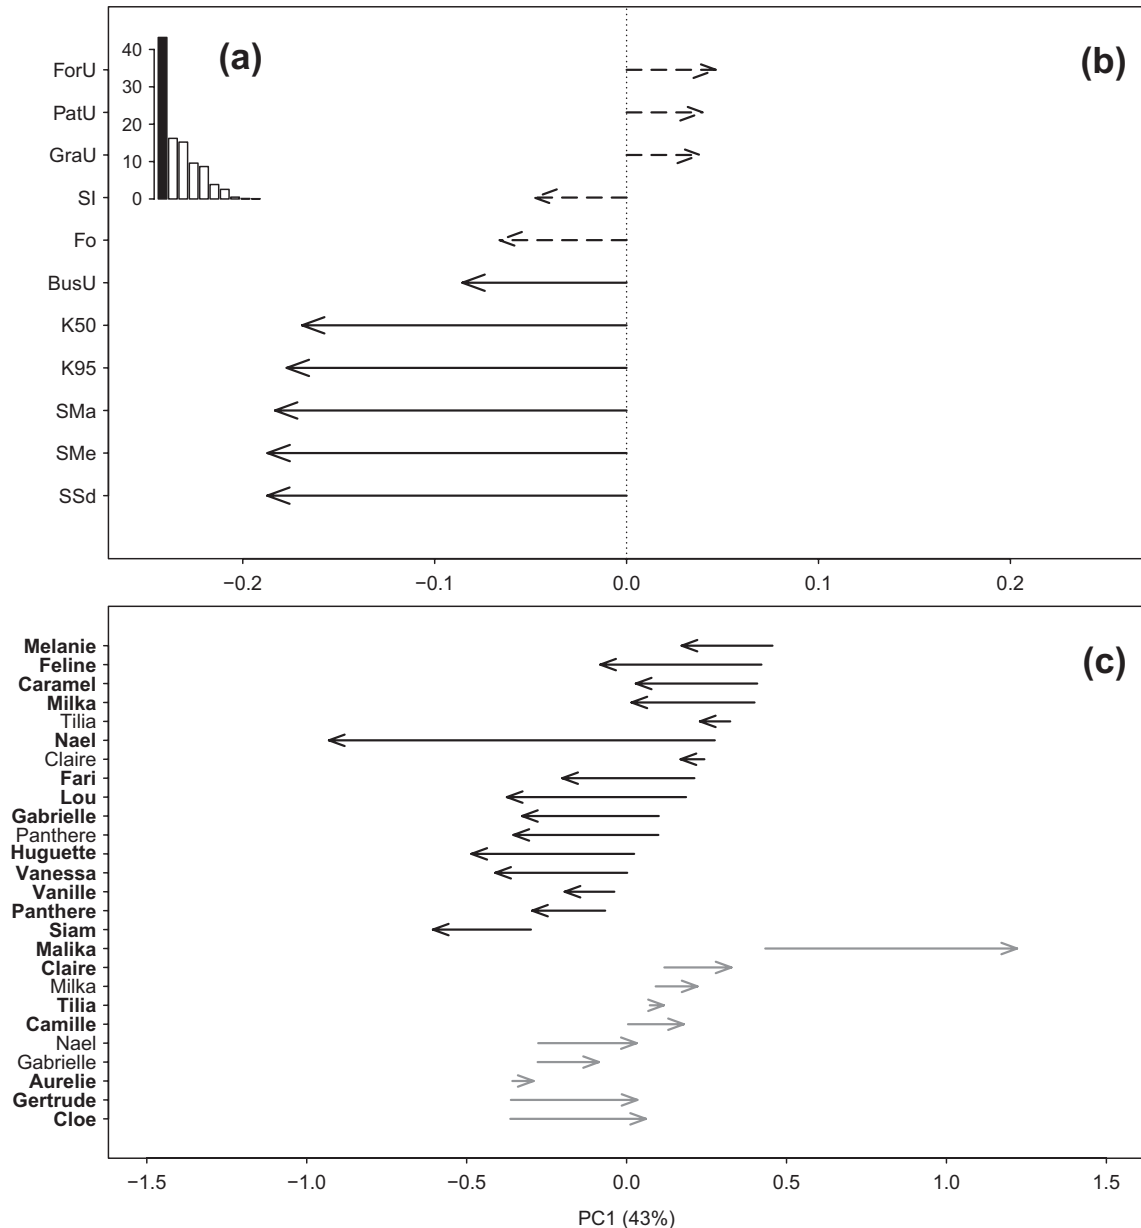 (a)
40
30
20
10
0
(b)
ForU
PatU
GraU
SI
Fo
BusU
K50
K95
SMa
SMe
SSd
−0.2 −0.1 0.0 0.1 0.2
(c)
Melanie
Feline
Caramel
Milka
Tilia
Nael
Claire
Fari
Lou
Gabrielle
Panthere
Huguette
Vanessa
Vanille
Panthere
Siam
Malika
Claire
Milka
Tilia
Camille
Nael
Gabrielle
Aurelie
Gertrude
Cloe
−1.5 −1.0 −0.5 0.0 0.5 1.0 1.5
PC1 (43%)